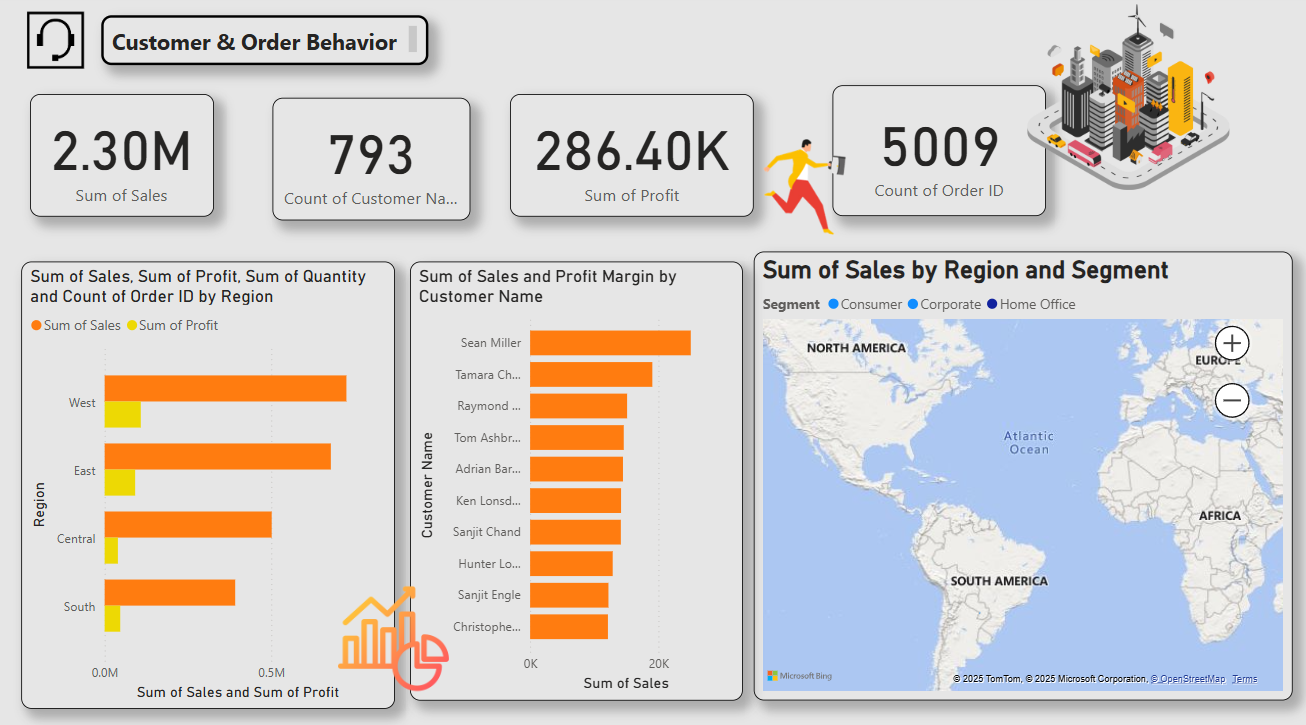 Customer & Order Behavior
2.30M
Sum of Sales
793
Count of Customer Na...
286.40K
Sum of Profit
5009
Count of Order ID
Sum of Sales, Sum of Profit, Sum of Quantity
and Count of Order ID by Region
Sum of Sales Sum of Profit
Region
West
East
Central
South
0.0M 0.5M
Sum of Sales and Sum of Profit
Sum of Sales and Profit Margin by
Customer Name
Customer Name
Sean Miller
Tamara Ch...
Raymond ...
Tom Ashbr...
Adrian Bar...
Ken Lonsd...
Sanjit Chand
Hunter Lo...
Sanjit Engle
Christophe...
0K 20K
Sum of Sales
Sum of Sales by Region and Segment
Segment Consumer Corporate Home Office
NORTH AMERICA
EUROPE
Atlantic
Ocean
AFRICA
SOUTH AMERICA
Microsoft Bing
© 2025 TomTom, © 2025 Microsoft Corporation, © OpenStreetMap Terms